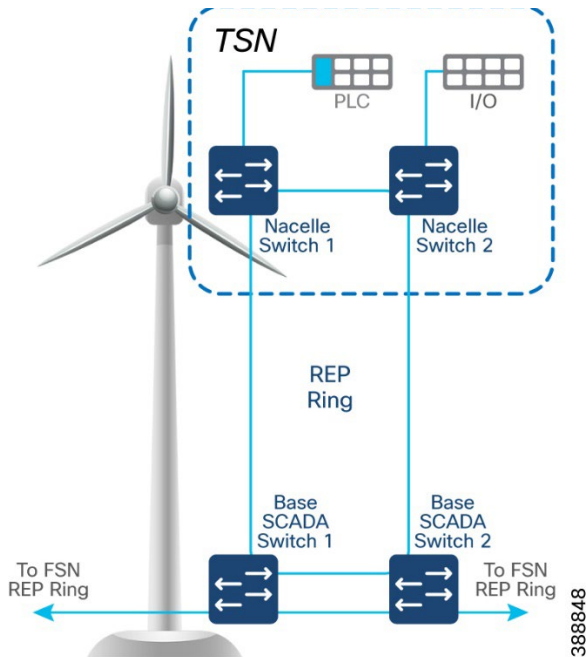 TSN
PLC
I/O
Nacelle
Switch 1
Nacelle
Switch 2
REP
Ring
Base
SCADA
Switch 1
Base
SCADA
Switch 2
To FSN
REP Ring
To FSN
REP Ring
388848